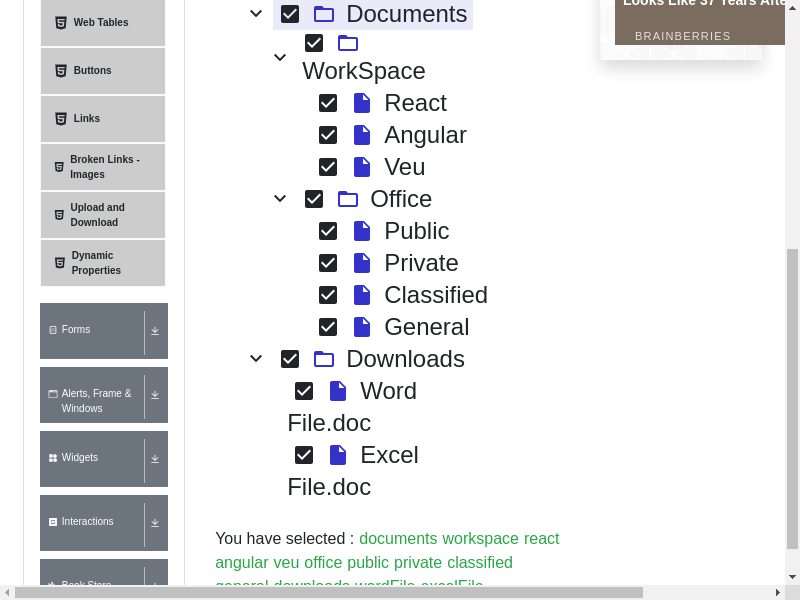 Web Tables
Buttons
Links
Broken Links -
Images
Upload and
Download
Dynamic
Properties
Forms
Alerts, Frame &
Windows
Widgets
Interactions
Book Store
Documents
WorkSpace
React
Angular
Veu
Office
Public
Private
Classified
General
Downloads
Word
File.doc
Excel
File.doc
You have selected : documents workspace react
angular veu office public private classified
general downloads wordFile excelFile
Looks Like 37 Years Afte
BRAINBERRIES